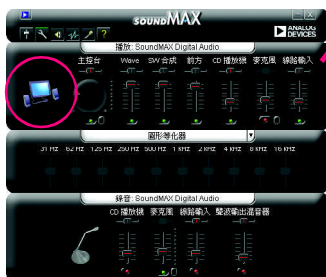 SOUNDMAX
ANALOG DEVICES
?
播放: SoundMAX Digital Audio
主控台 Wave SW 合成 前方 CD 播放機 麥克風 線路輸入
圖形等化器
31 Hz 62 Hz 125 Hz 250 Hz 500 Hz 1 kHz 2 kHz 4 kHz 8 kHz 16 kHz
錄音: SoundMAX Digital Audio
CD 播放機 麥克風 線路輸入 聲波輸出混音器